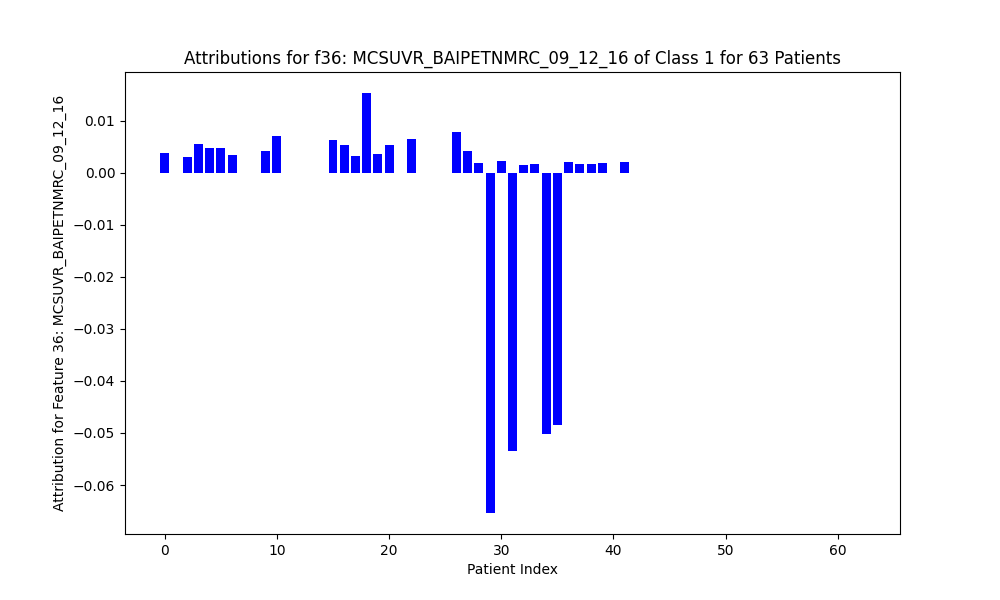 Attributions for f36: MCSUVR_BAIPETNMRC_09_12_16 of Class 1 for 63 Patients
Attribution for Feature 36: MCSUVR_BAIPETNMRC_09_12_16
0.01
0.00
−0.01
−0.02
−0.03
−0.04
−0.05
−0.06
0 10 20 30 40 50 60
Patient Index